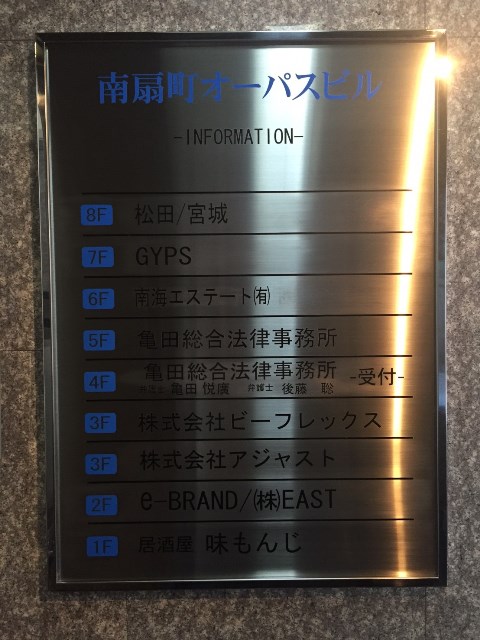 南扇町オーパスビル
-INFORMATION-
8F 松田/宮城
7F GYPS
6F 南海エステート㈲
5F 亀田総合法律事務所
4F 亀田総合法律事務所 -受付-
弁護士 亀田 悦廣 弁護士 後藤 聡
3F 株式会社ビーフレックス
3F 株式会社アジャスト
2F e-BRAND/㈱EAST
1F 居酒屋 味もんじ